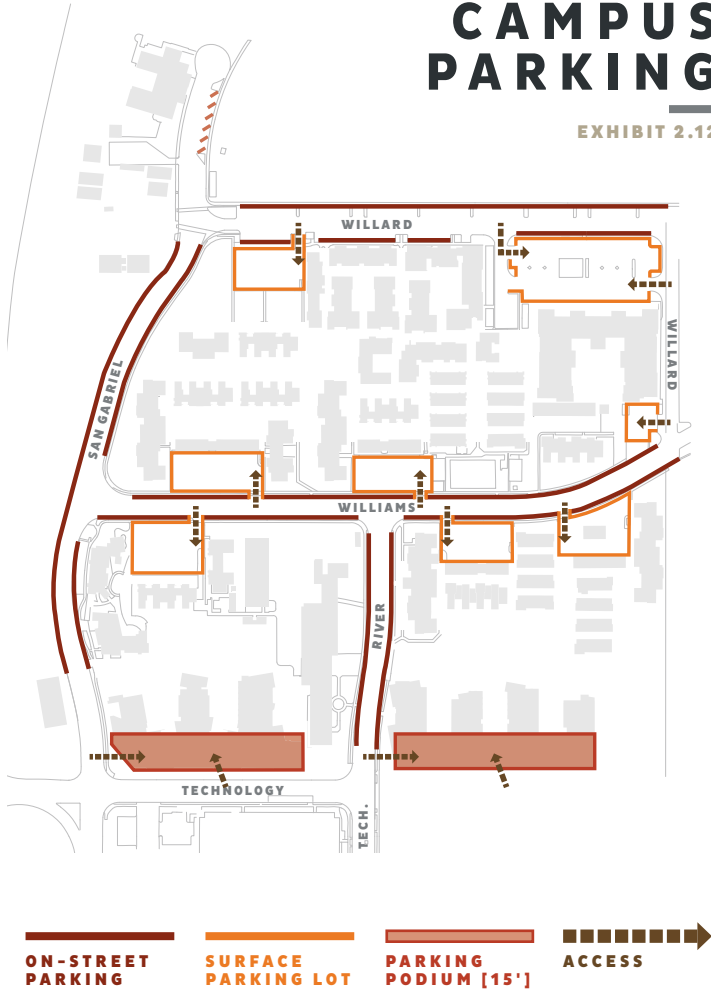 CAMPUS
PARKING
EXHIBIT 2.12
WILLARD
WILLARD
SAN GABRIEL
WILLIAMS
RIVER
TECHNOLOGY
TECH.
ON-STREET
PARKING
SURFACE
PARKING LOT
PARKING
PODIUM [15']
ACCESS